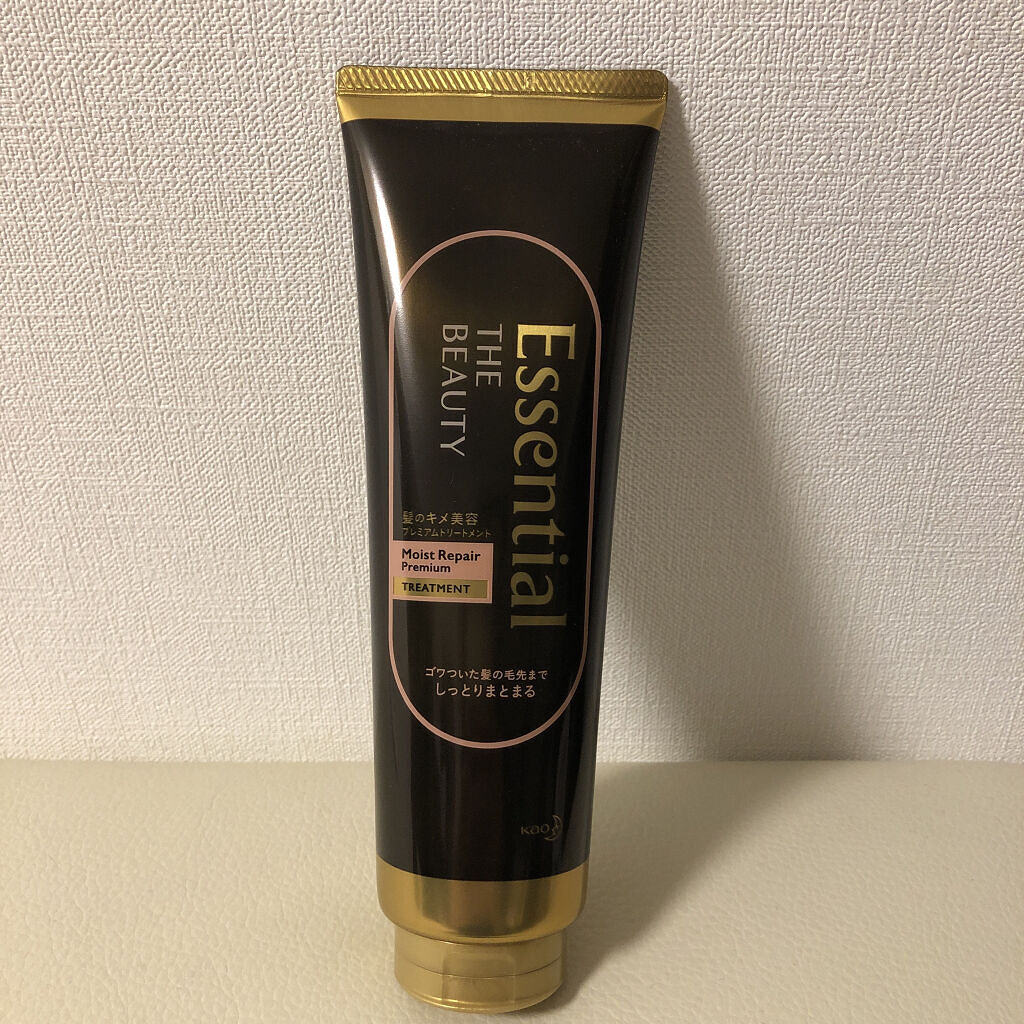 Essential
THE
BEAUTY
髪のキメ美容
プレミアムトリートメント
Moist Repair
Premium
TREATMENT
ゴワついた髪の毛先まで
しっとりまとまる
Kao